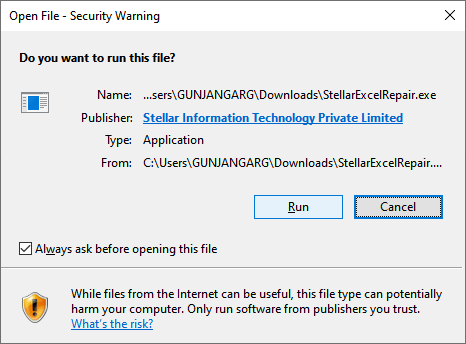 Open File - Security Warning
Do you want to run this file?
Name: ...sers\GUNJANGARG\Downloads\StellarExcelRepair.exe
Publisher: Stellar Information Technology Private Limited
Type: Application
From: C:\Users\GUNJANGARG\Downloads\StellarExcelRepair....
Run Cancel
Always ask before opening this file
While files from the Internet can be useful, this file type can potentially
harm your computer. Only run software from publishers you trust.
What's the risk?